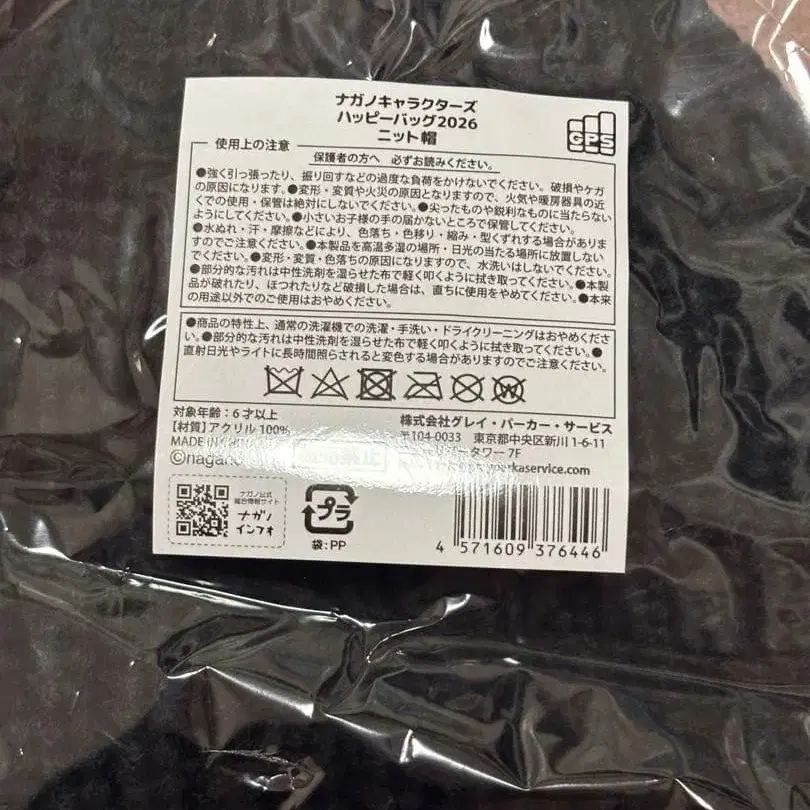 ナガノキャラクターズ
ハッピーバッグ2026
ニット帽
GPS
使用上の注意
保護者の方へ 必ずお読みください。
●強く引っ張ったり、振り回すなどの過度な負荷をかけないでください。破損やケガ
の原因になります。●変形・変質や火災の原因となりますので、火気や暖房器具の近
くでの使用・保管は絶対にしないでください。●尖ったものや鋭利なものに当たらない
ようにしてください。●小さいお子様の手の届かないところで保管してください。
●水ぬれ・汗・摩擦などにより、色落ち・色移り・縮み・型くずれする場合がありま
すのでご注意ください。●本製品を高温多湿の場所・日光の当たる場所に放置しない
でください。●変形・変質・色落ちの原因になりますので、水洗いはしないでください。
●部分的な汚れは中性洗剤を湿らせた布で軽く叩くように拭き取ってください。●本製
品が破れたり、ほつれたりなど破損した場合は、直ちに使用をやめてください。●本来
の用途以外でのご使用はおやめください。
●商品の特性上、通常の洗濯機での洗濯・手洗い・ドライクリーニングはおやめくだ
さい。●部分的な汚れは中性洗剤を湿らせた布で軽く叩くように拭き取ってください。●
直射日光やライトに長時間照らされると変色する場合がありますのでご注意ください。
対象年齢：6才以上
【材質】アクリル100%
MADE IN
©nagano
株式会社グレイ・パーカー・サービス
〒104-0033 東京都中央区新川1-6-11
タワー7F
kaservice.com
ナガノ公式
総合情報サイト
ナガノ
インフォ
プラ
袋：PP
4 571609 376446